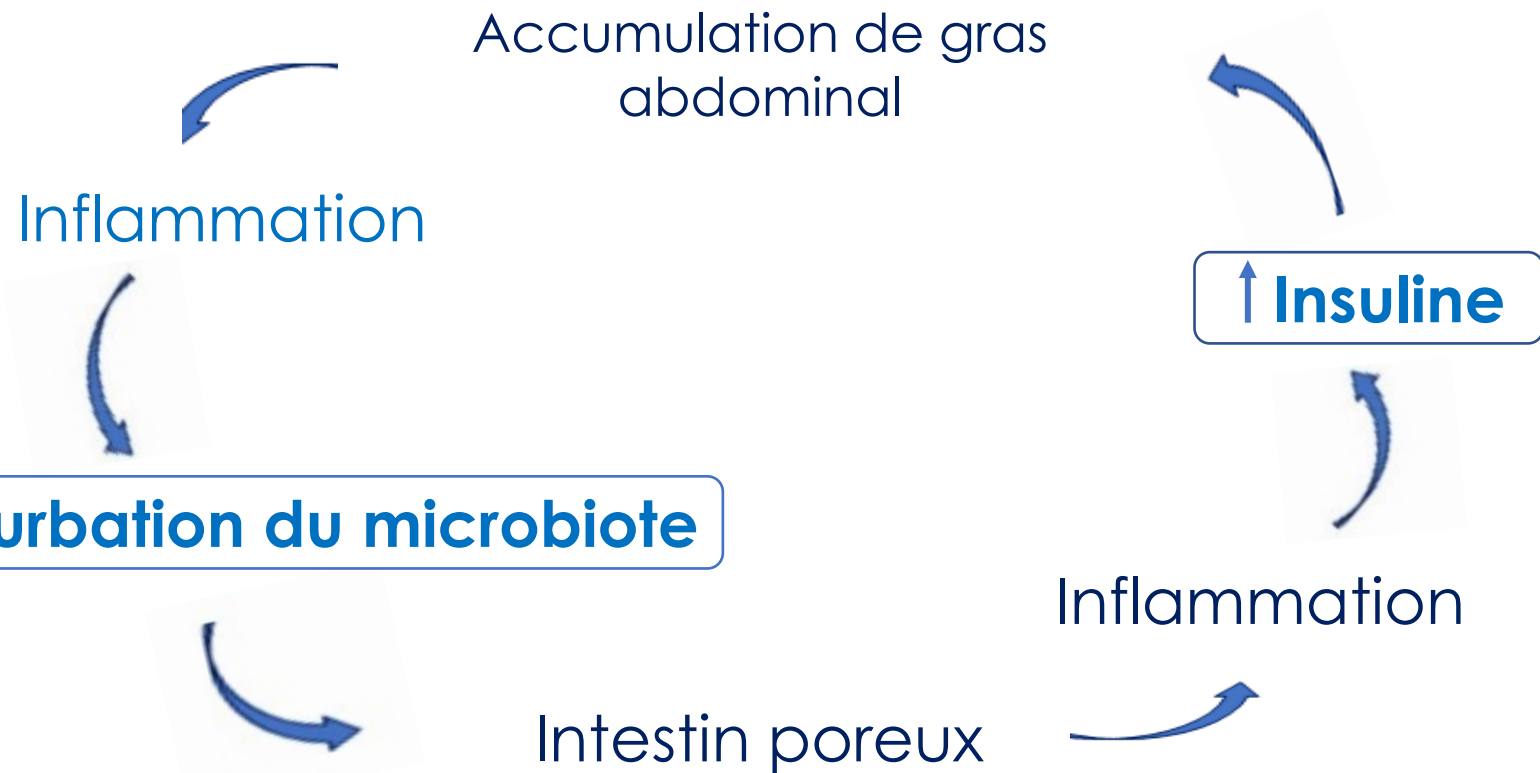 Accumulation de gras
abdominal
Inflammation
↑ Insuline
urbation du microbiote
Inflammation
Intestin poreux